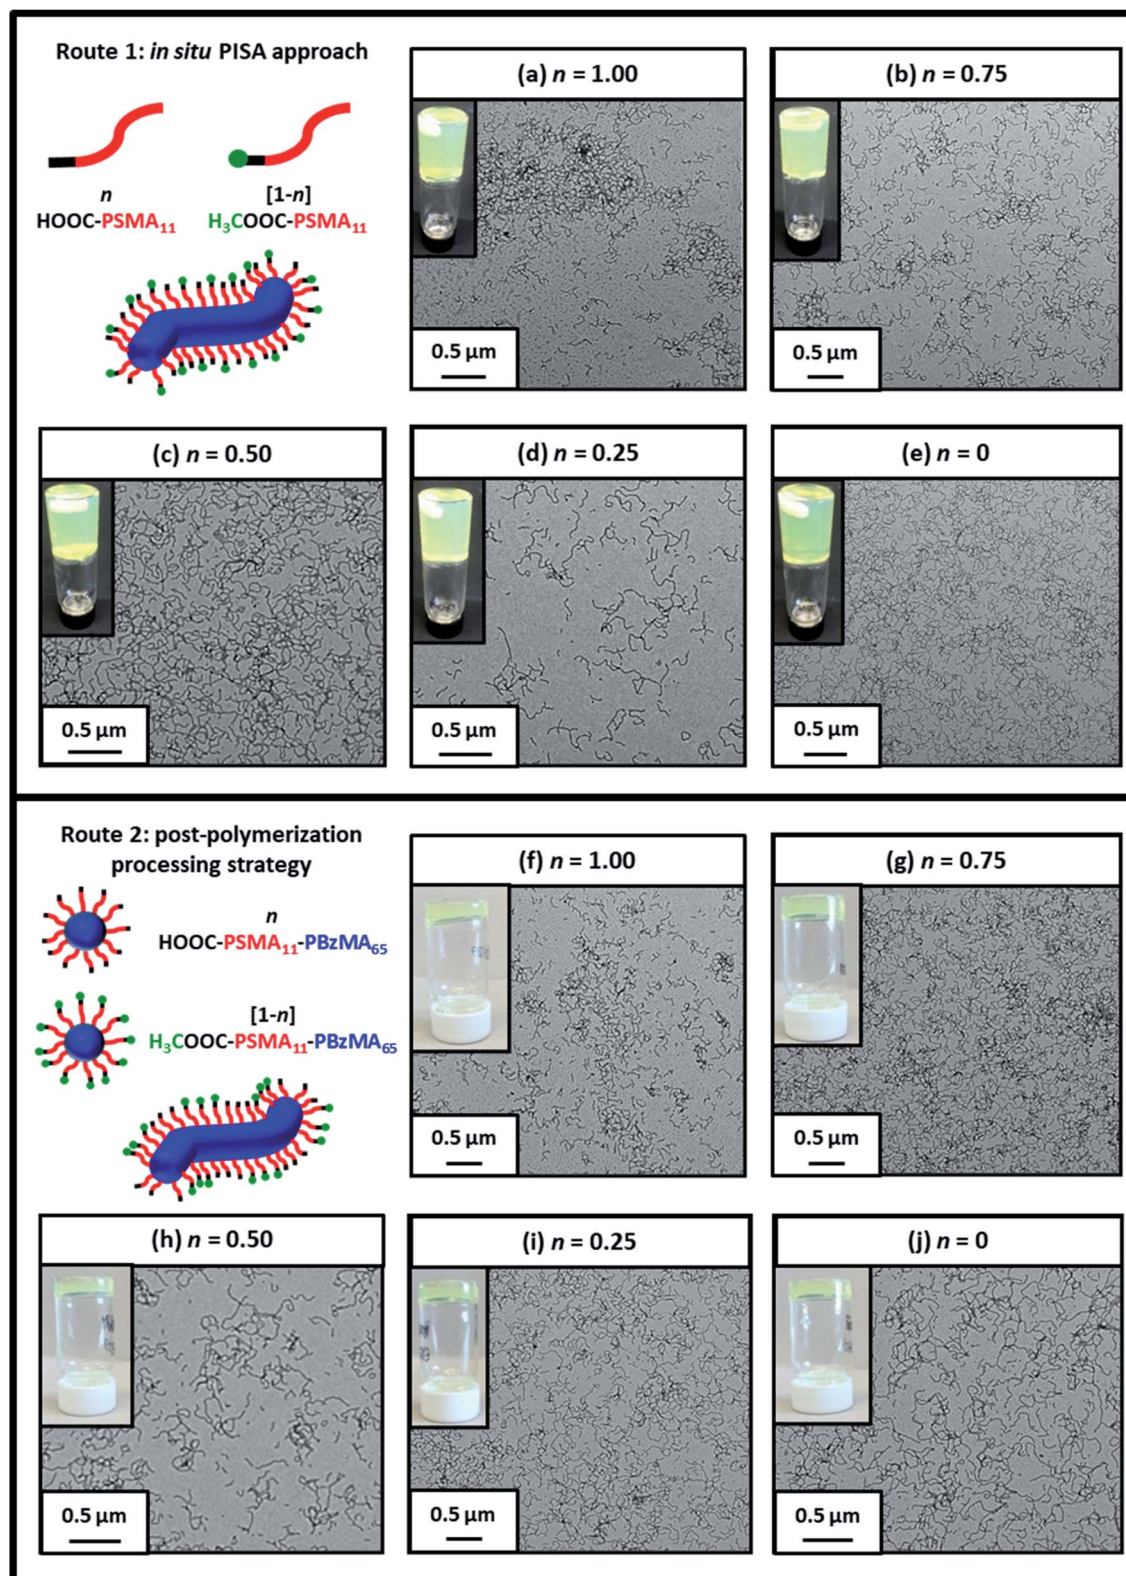 Route 1: in situ PISA approach
n
HOOC-PSMA₁₁
[1-n]
H₃COOC-PSMA₁₁
(a) n = 1.00
0.5 µm
(b) n = 0.75
0.5 µm
(c) n = 0.50
0.5 µm
(d) n = 0.25
0.5 µm
(e) n = 0
0.5 µm
Route 2: post-polymerization
processing strategy
n
HOOC-PSMA₁₁-PBzMA₆₅
[1-n]
H₃COOC-PSMA₁₁-PBzMA₆₅
(f) n = 1.00
0.5 µm
(g) n = 0.75
0.5 µm
(h) n = 0.50
0.5 µm
(i) n = 0.25
0.5 µm
(j) n = 0
0.5 µm